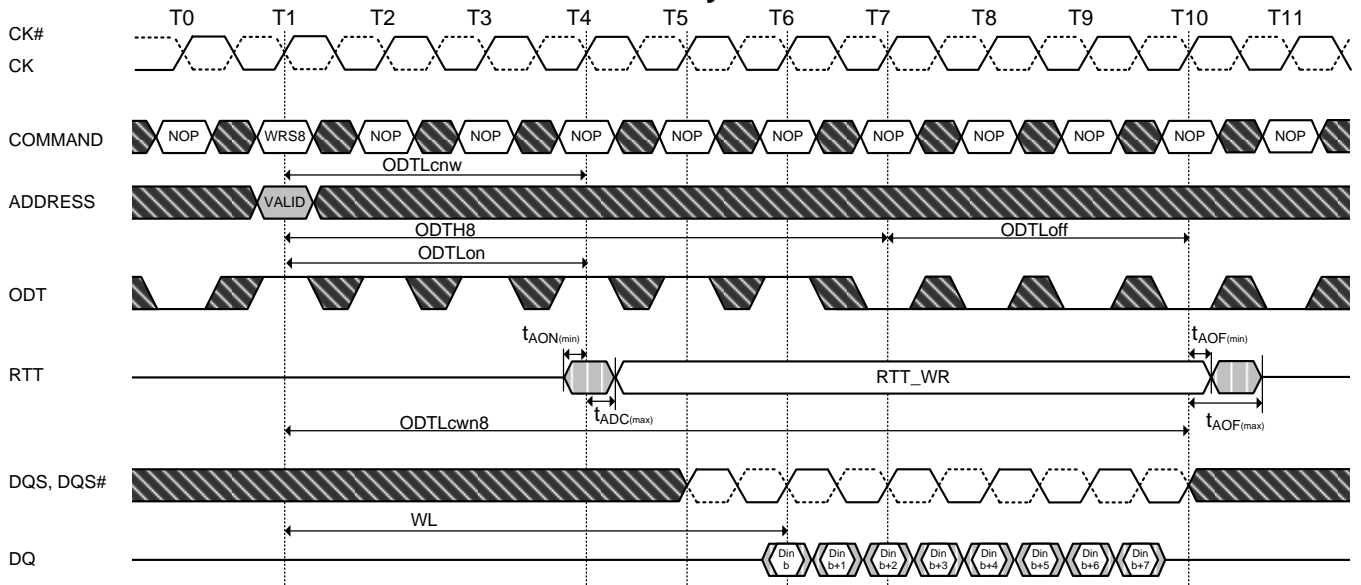 T0 T1 T2 T3 T4 T5 T6 T7 T8 T9 T10 T11
CK#
CK
COMMAND NOP WRS8 NOP NOP NOP NOP NOP NOP NOP NOP NOP NOP
ODTLcnw
ADDRESS VALID
ODTH8 ODTLoff
ODTLon
ODT
tAON(min) tAOF(min)
RTT RTT_WR
tADC(max) tAOF(max)
ODTLcwn8
DQS, DQS#
WL
DQ Din b Din b+1 Din b+2 Din b+3 Din b+4 Din b+5 Din b+6 Din b+7